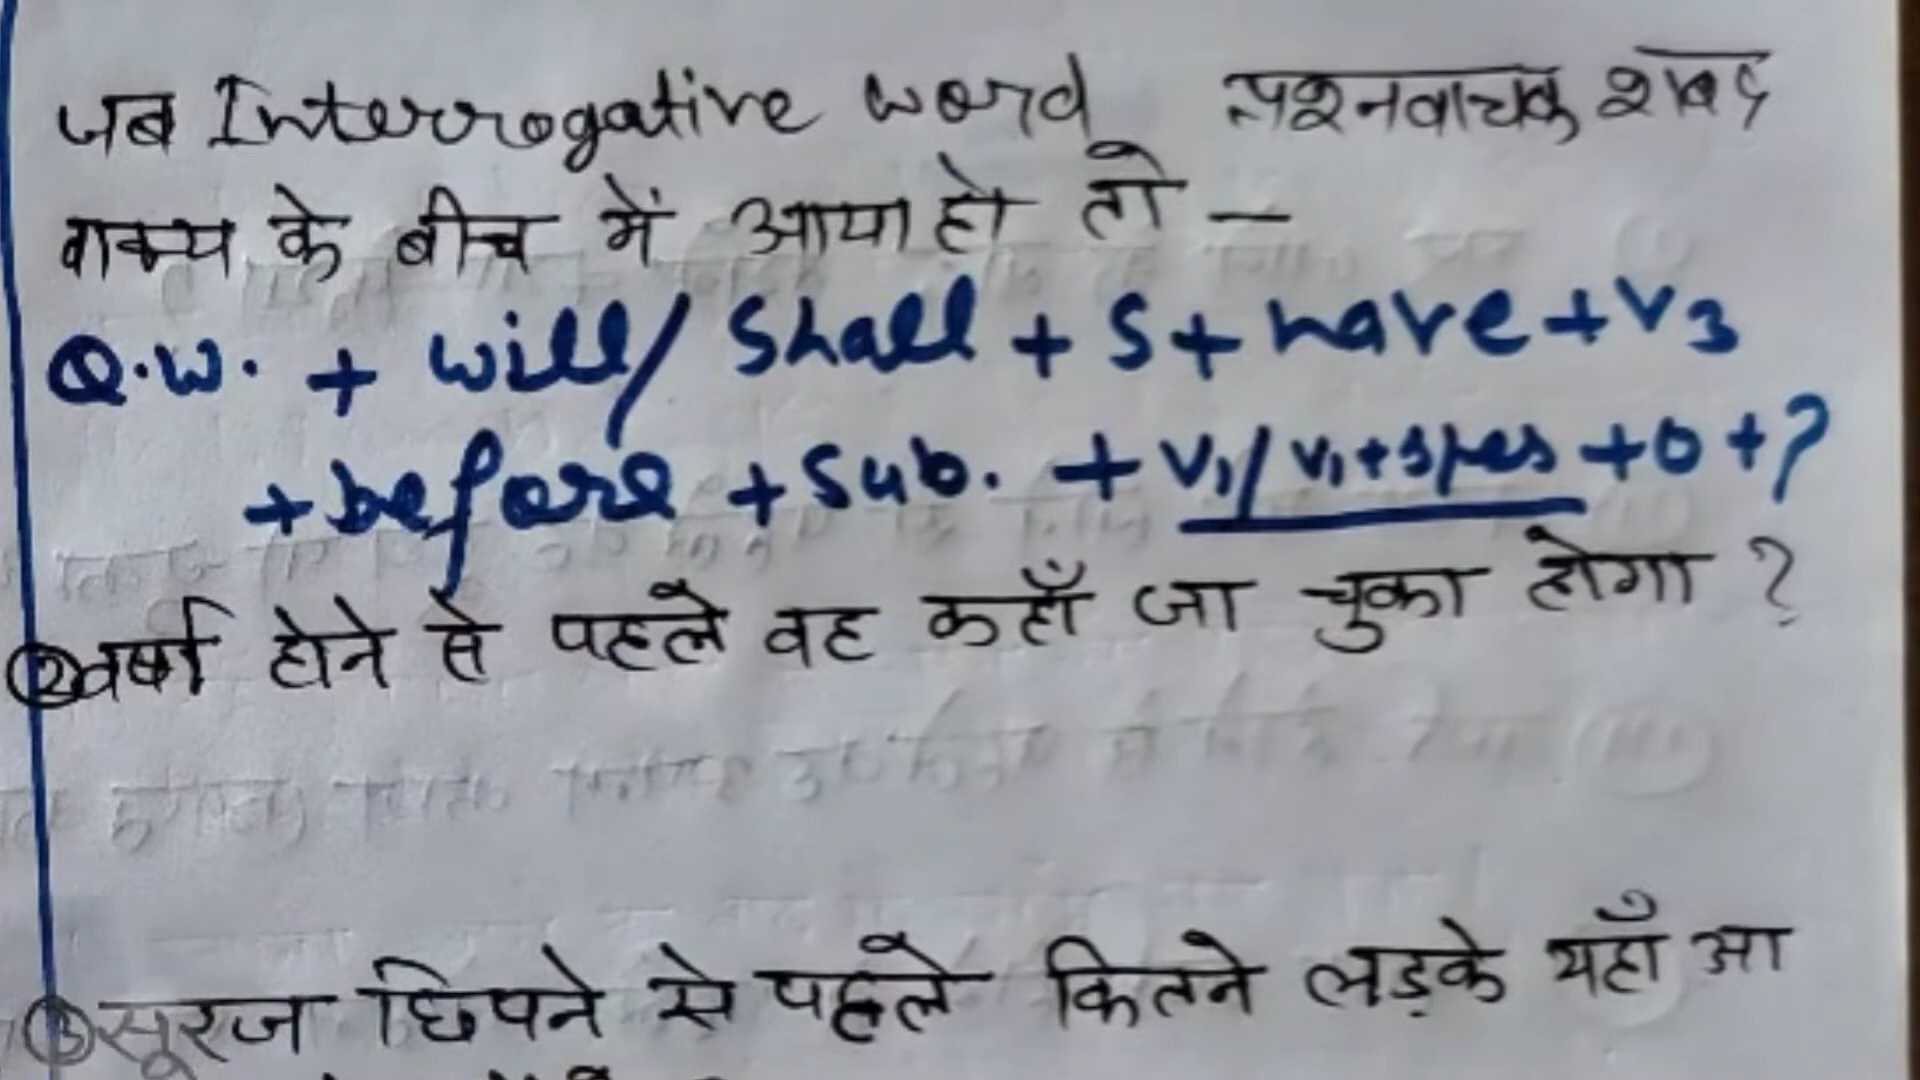 जब Interrogative word प्रश्नवाचक शब्द
वाक्य के बीच में आया हो तो –
Q.W. + will/ Shall + S + have + V3
+ before + Sub. + V1/ V1+s/es + O + ?
② वर्षा होने से पहले वह कहाँ जा चुका होगा ?
③ सूरज छिपने से पहले कितने लड़के यहाँ आ